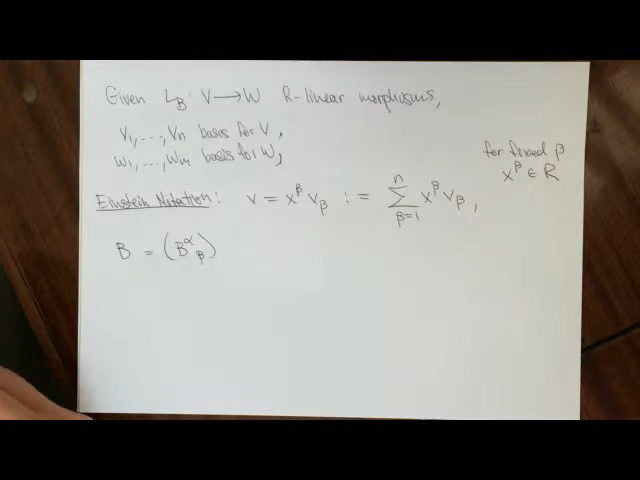 Given L_B : V → W R-linear morphisms,
v_1, ..., v_n basis for V,
w_1, ..., w_m basis for W,
for fixed β
x^β ∈ R
Einstein Notation: v = x^β v_β := \sum_{β=1}^{n} x^β v_β,
B = (B^α_β)